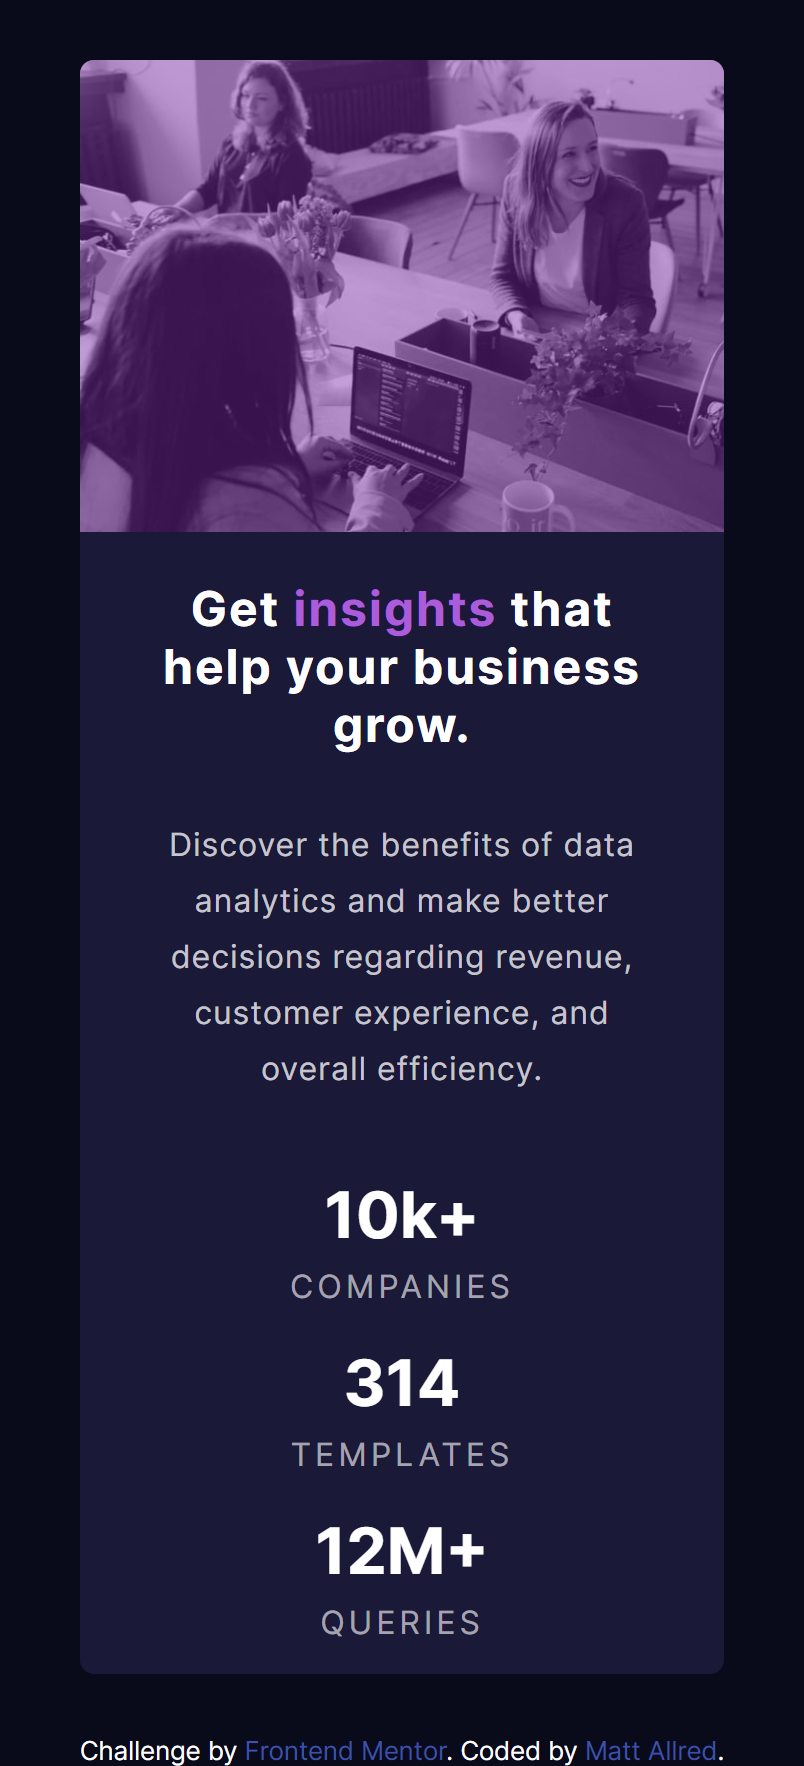 Get insights that
help your business
grow.
Discover the benefits of data
analytics and make better
decisions regarding revenue,
customer experience, and
overall efficiency.
10k+
COMPANIES
314
TEMPLATES
12M+
QUERIES
Challenge by Frontend Mentor. Coded by Matt Allred.